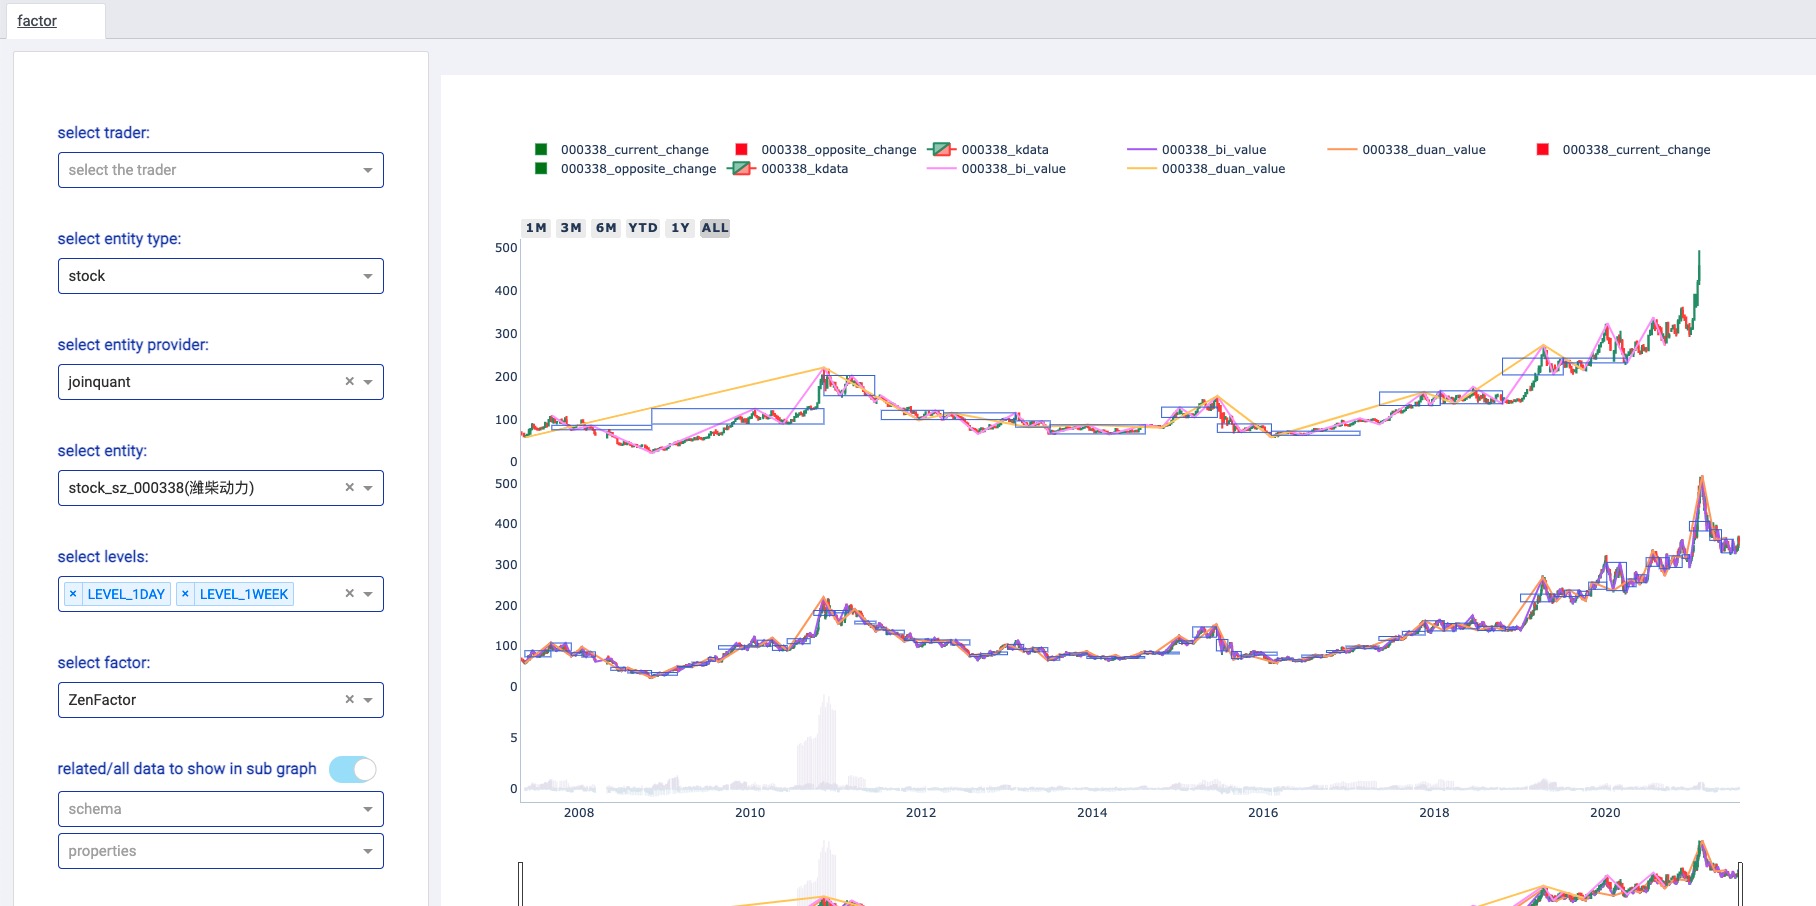 factor
select trader:
select the trader
select entity type:
stock
select entity provider:
joinquant
select entity:
stock_sz_000338(潍柴动力)
select levels:
× LEVEL_1DAY × LEVEL_1WEEK
select factor:
ZenFactor
related/all data to show in sub graph
schema
properties
000338_current_change 000338_opposite_change 000338_kdata 000338_bi_value 000338_duan_value 000338_current_change
000338_opposite_change 000338_kdata 000338_bi_value 000338_duan_value
1M 3M 6M YTD 1Y ALL
500
400
300
200
100
0
500
400
300
200
100
0
5
0
2008 2010 2012 2014 2016 2018 2020